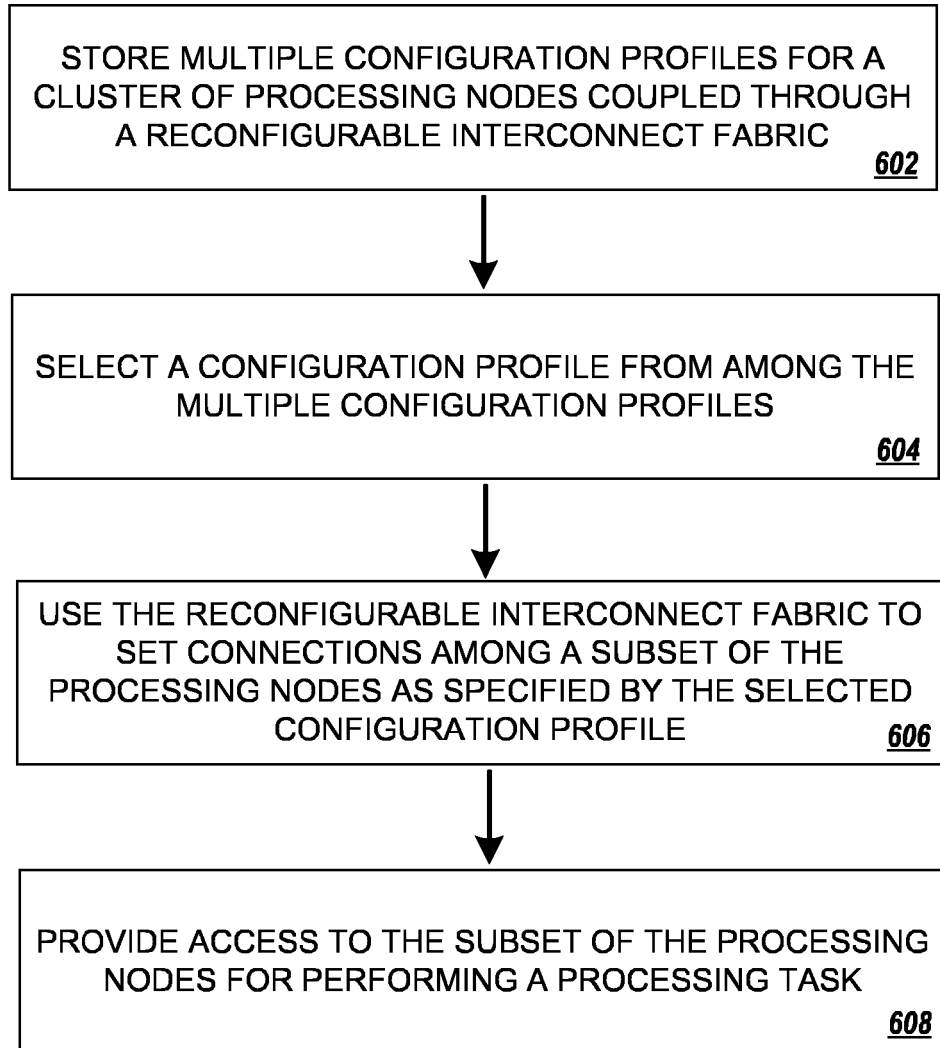 STORE MULTIPLE CONFIGURATION PROFILES FOR A
CLUSTER OF PROCESSING NODES COUPLED THROUGH
A RECONFIGURABLE INTERCONNECT FABRIC
602
SELECT A CONFIGURATION PROFILE FROM AMONG THE
MULTIPLE CONFIGURATION PROFILES
604
USE THE RECONFIGURABLE INTERCONNECT FABRIC TO
SET CONNECTIONS AMONG A SUBSET OF THE
PROCESSING NODES AS SPECIFIED BY THE SELECTED
CONFIGURATION PROFILE
606
PROVIDE ACCESS TO THE SUBSET OF THE PROCESSING
NODES FOR PERFORMING A PROCESSING TASK
608